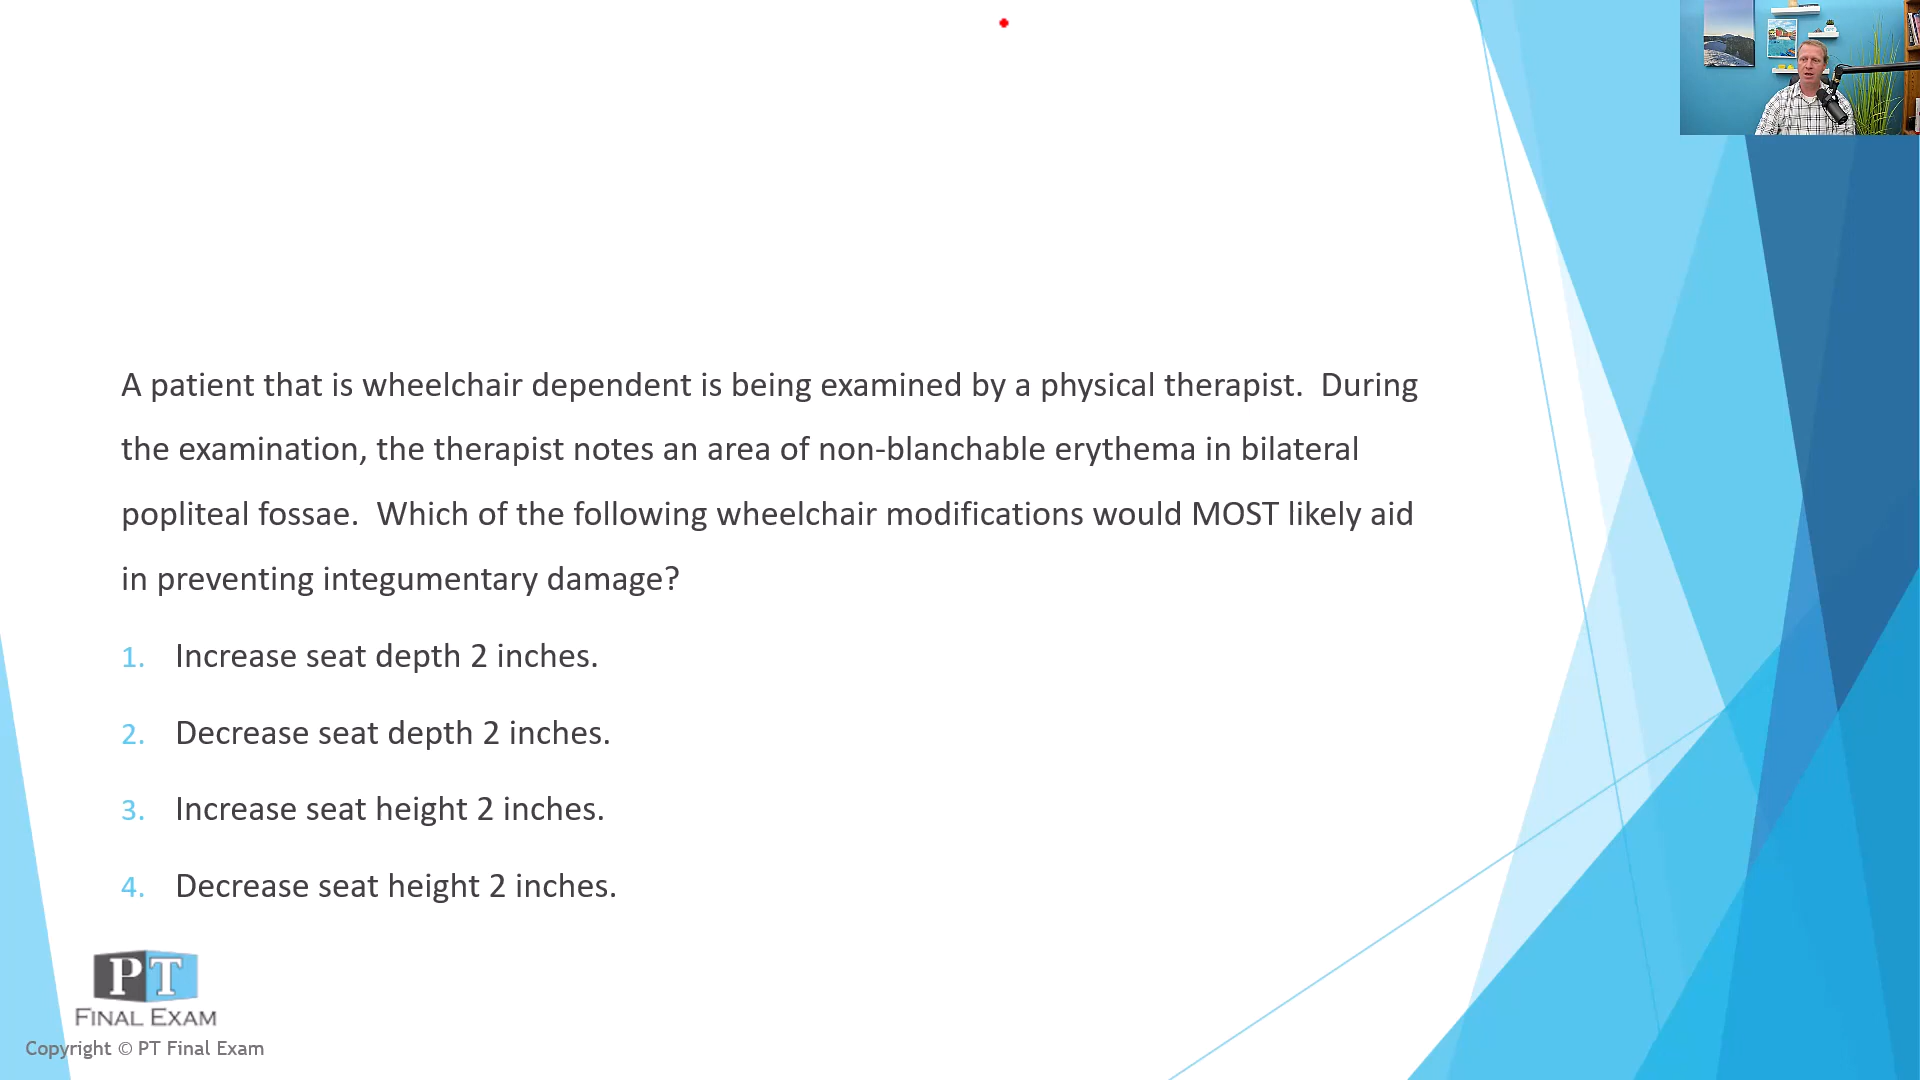 A patient that is wheelchair dependent is being examined by a physical therapist.  During
the examination, the therapist notes an area of non-blanchable erythema in bilateral
popliteal fossae.  Which of the following wheelchair modifications would MOST likely aid
in preventing integumentary damage?
1. Increase seat depth 2 inches.
2. Decrease seat depth 2 inches.
3. Increase seat height 2 inches.
4. Decrease seat height 2 inches.
PT
FINAL EXAM
Copyright © PT Final Exam